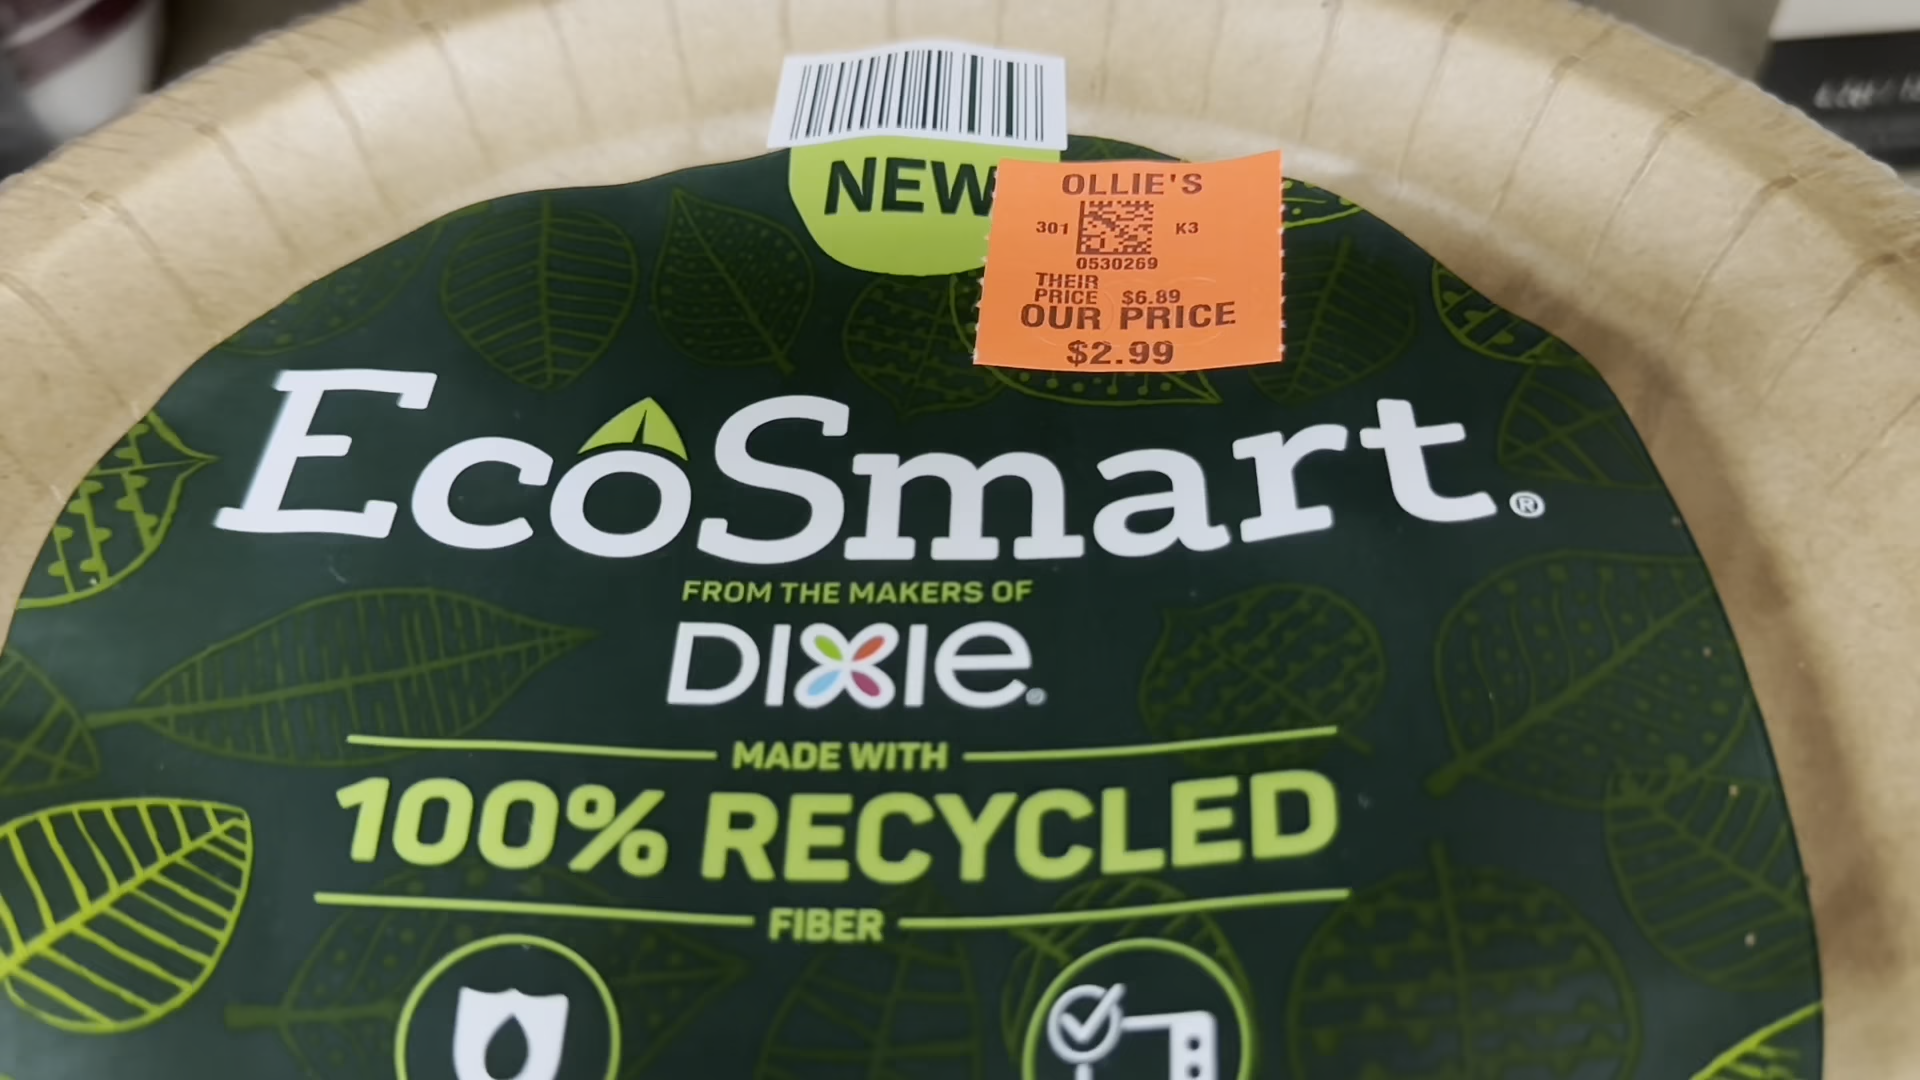 NEW
OLLIE'S
301 K3
0530269
THEIR
PRICE $6.89
OUR PRICE
$2.99
EcoSmart®
FROM THE MAKERS OF
DIXIE®
MADE WITH
100% RECYCLED
FIBER